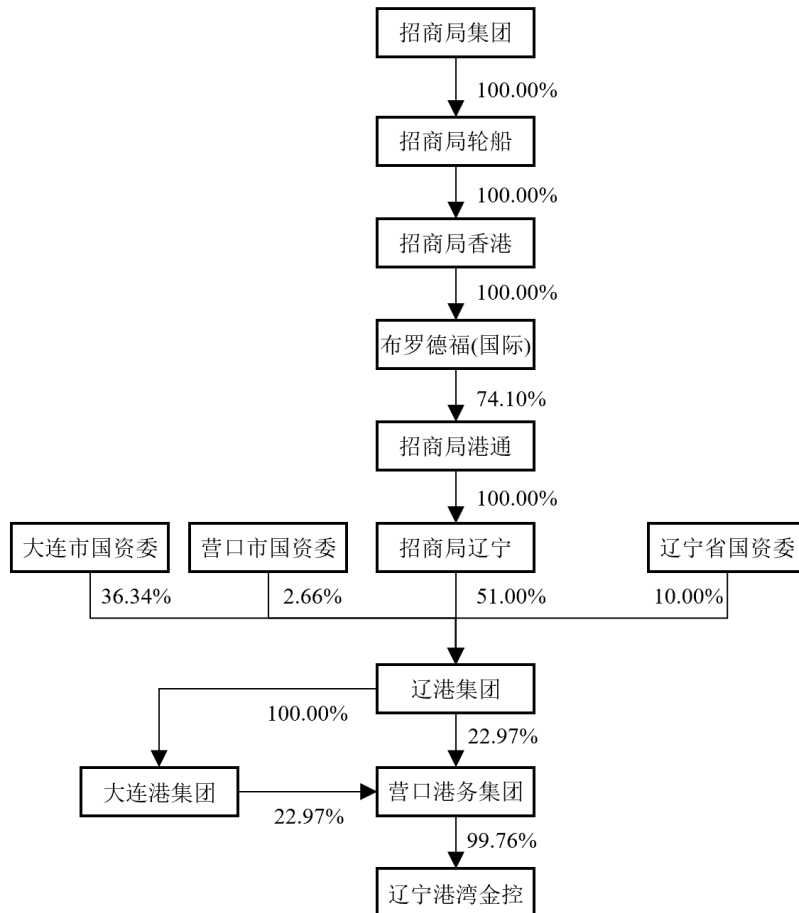 招商局集团
100.00%
招商局轮船
100.00%
招商局香港
100.00%
布罗德福(国际)
74.10%
招商局港通
100.00%
大连市国资委
营口市国资委
招商局辽宁
辽宁省国资委
36.34%
2.66%
51.00%
10.00%
辽港集团
100.00%
22.97%
大连港集团
营口港务集团
22.97%
99.76%
辽宁港湾金控